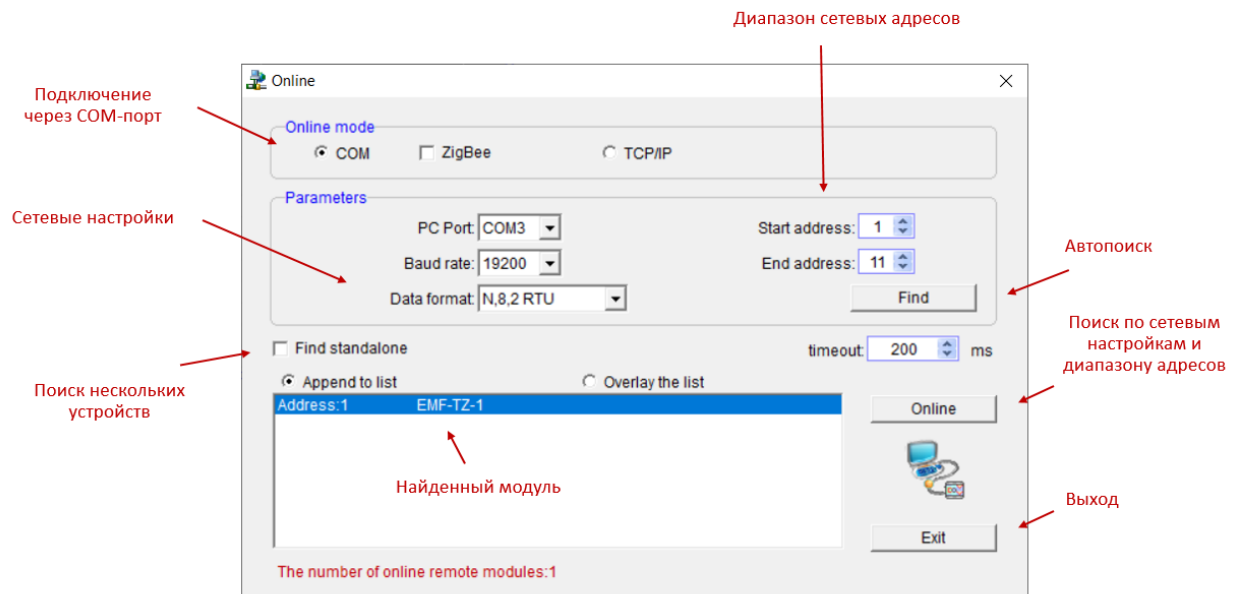 Диапазон сетевых адресов
Online
Подключение
через COM-порт
Online mode
COM
ZigBee
TCP/IP
Parameters
Сетевые настройки
PC Port: COM3
Start address: 1
Baud rate: 19200
End address: 11
Автопоиск
Data format: N,8,2 RTU
Find
Find standalone
timeout: 200 ms
Поиск по сетевым
настройкам и
диапазону адресов
Поиск нескольких
устройств
Append to list
Overlay the list
Address:1 EMF-TZ-1
Online
Найденный модуль
Выход
Exit
The number of online remote modules:1